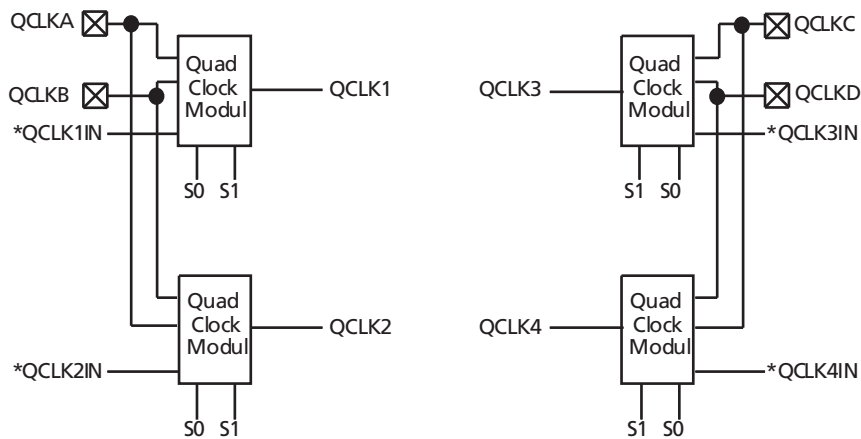 QCLKA
QCLKB
*QCLK1IN
Quad
Clock
Modul
QCLK1
S0 S1
QCLK3
Quad
Clock
Modul
QCLKC
QCLKD
*QCLK3IN
S1 S0
*QCLK2IN
Quad
Clock
Modul
QCLK2
S0 S1
QCLK4
Quad
Clock
Modul
*QCLK4IN
S1 S0